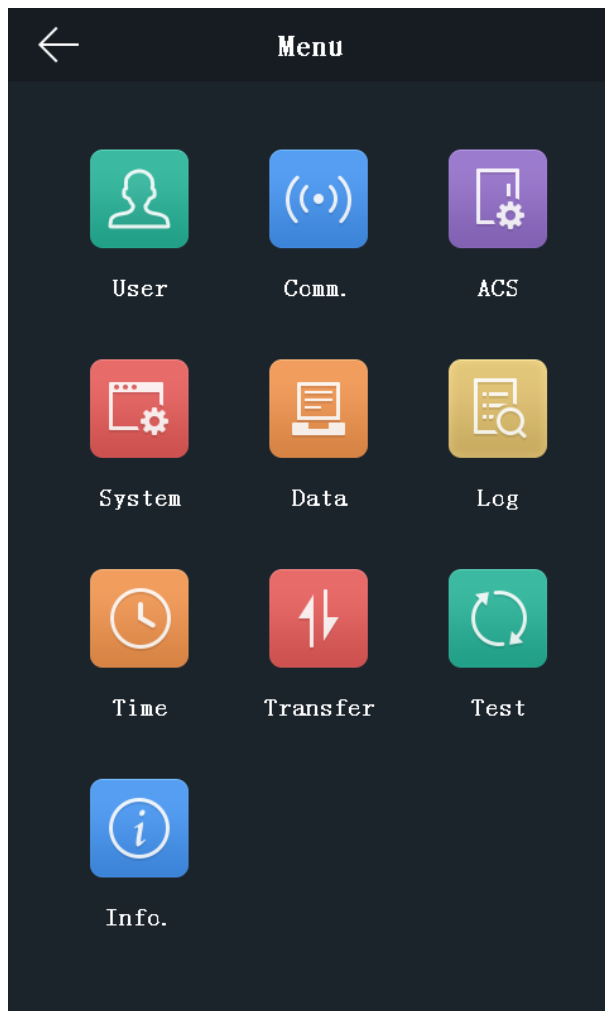 Menu
User Comm. ACS
System Data Log
Time Transfer Test
Info.